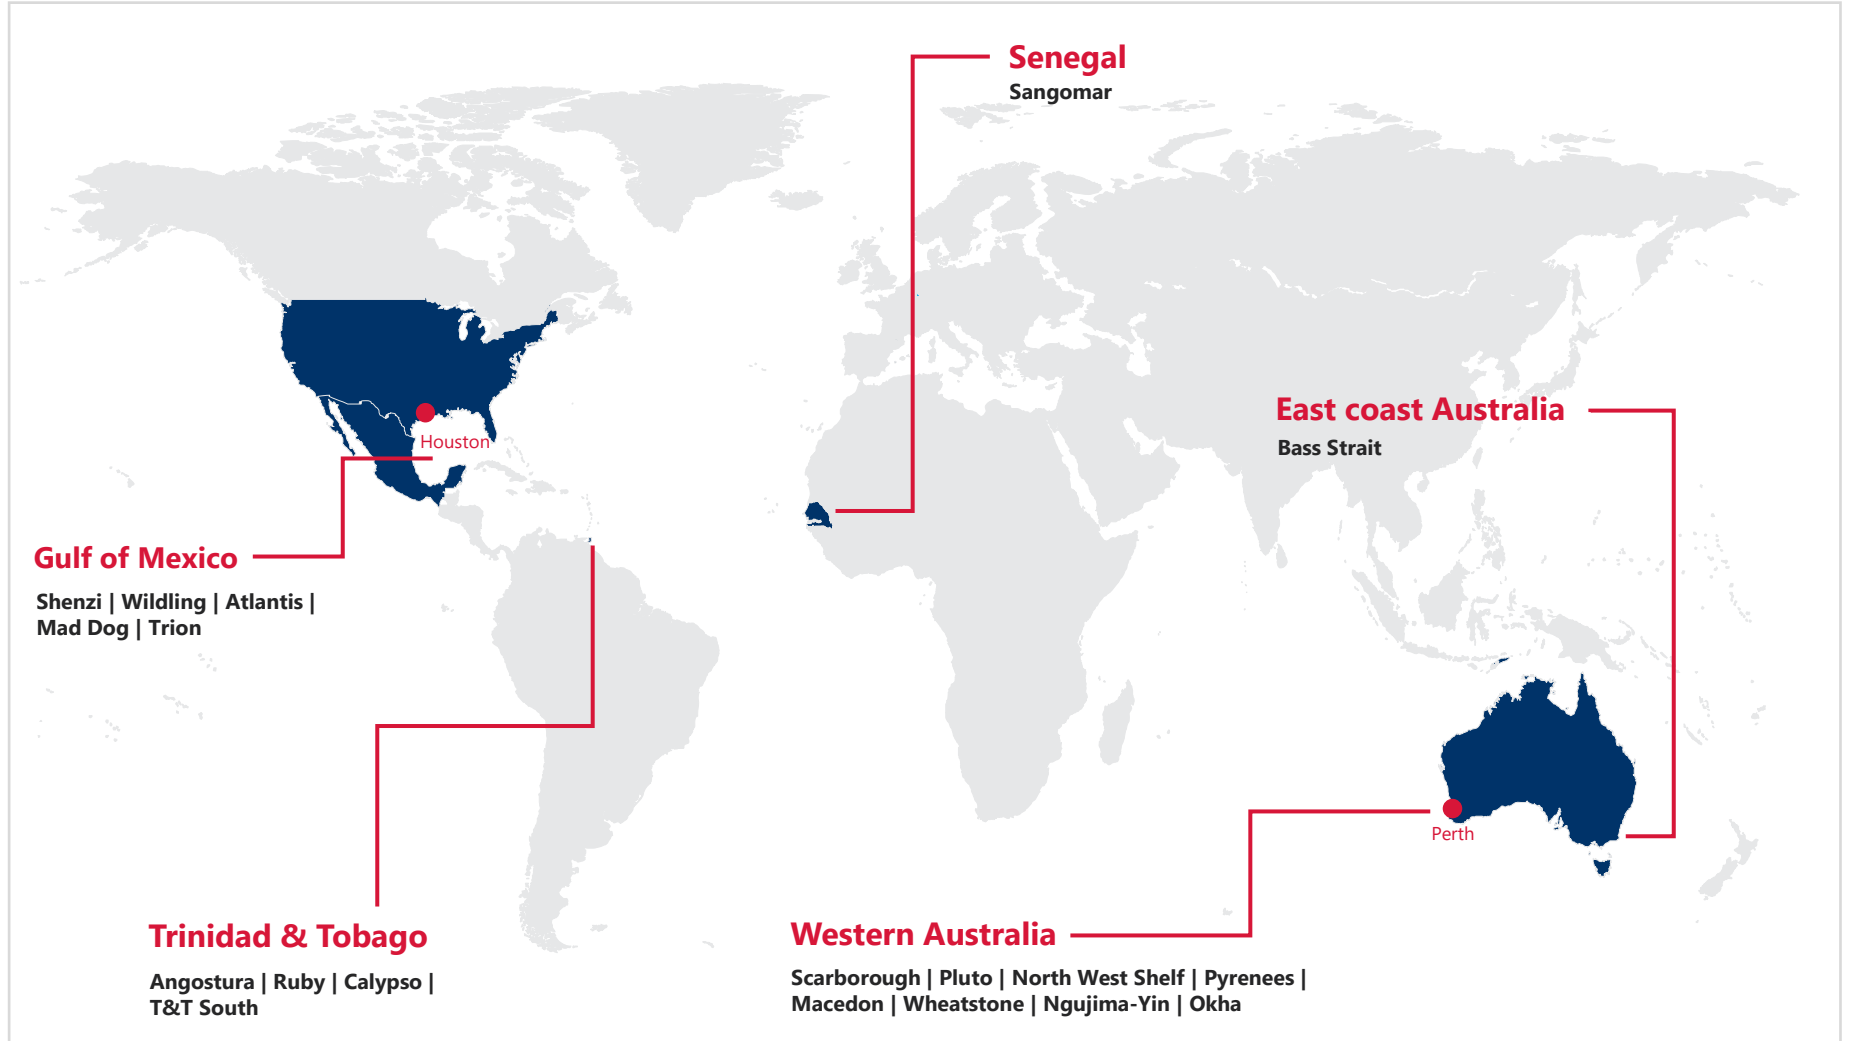 Senegal
Sangomar
East coast Australia
Bass Strait
Houston
Gulf of Mexico
Shenzi | Wildling | Atlantis |
Mad Dog | Trion
Perth
Trinidad & Tobago
Angostura | Ruby | Calypso |
T&T South
Western Australia
Scarborough | Pluto | North West Shelf | Pyrenees |
Macedon | Wheatstone | Ngujima-Yin | Okha